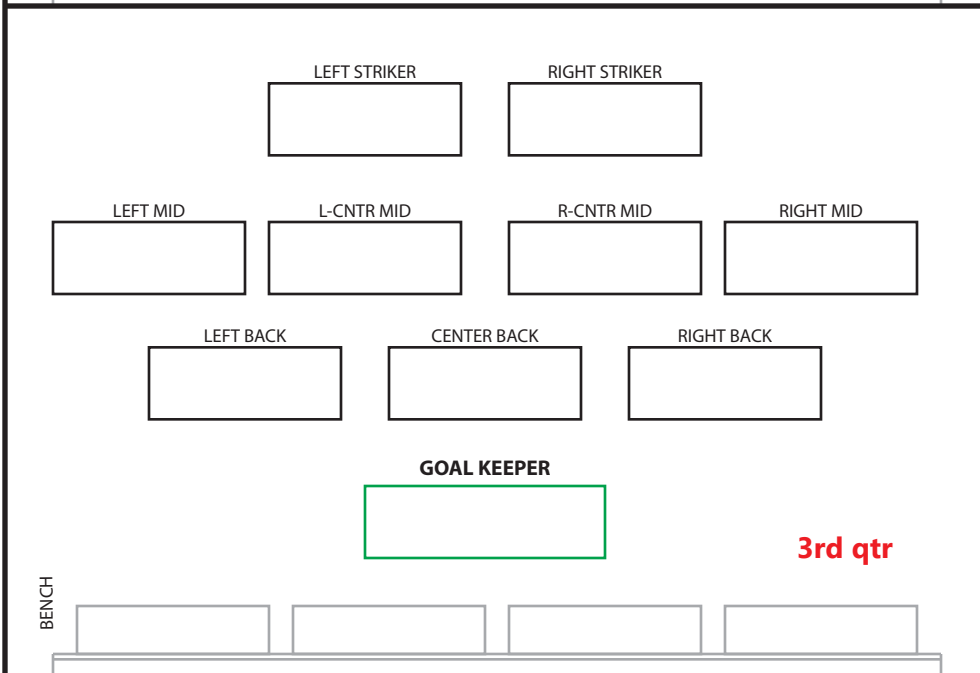 LEFT STRIKER
RIGHT STRIKER
LEFT MID
L-CNTR MID
R-CNTR MID
RIGHT MID
LEFT BACK
CENTER BACK
RIGHT BACK
GOAL KEEPER
3rd qtr
BENCH